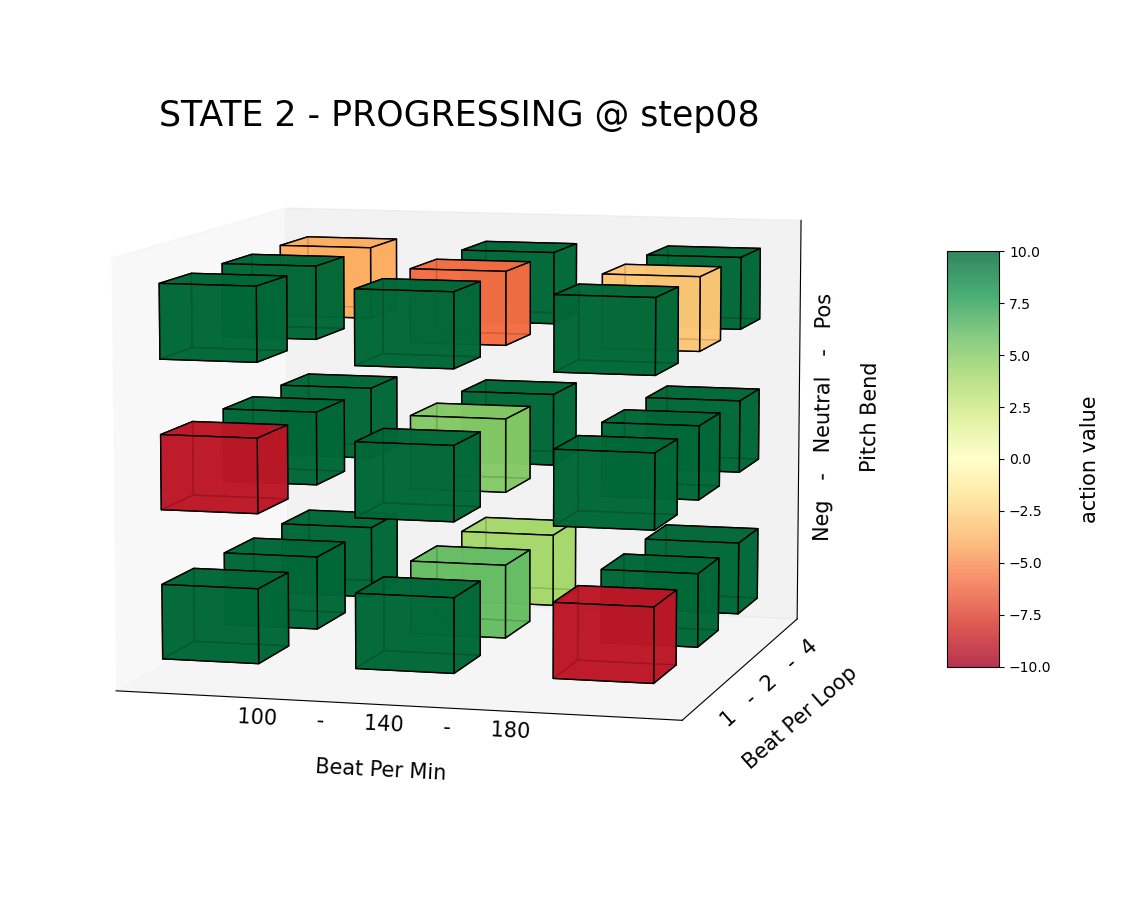 STATE 2 - PROGRESSING @ step08
100 - 140 - 180
Beat Per Min
1 - 2 - 4
Beat Per Loop
Neg - Neutral - Pos
Pitch Bend
10.0
7.5
5.0
2.5
0.0
−2.5
−5.0
−7.5
−10.0
action value